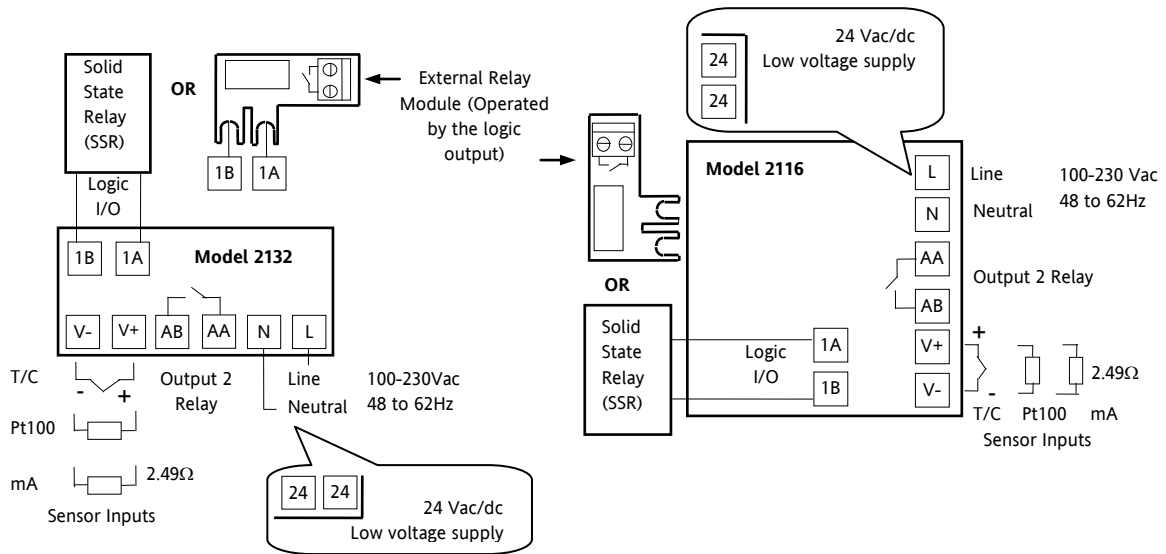 Solid
State
Relay
(SSR)
OR
1B 1A
External Relay
Module (Operated
by the logic
output)
Logic
I/O
1B 1A
Model 2132
V- V+ AB AA N L
T/C
- +
Output 2
Relay
Line
Neutral
100-230Vac
48 to 62Hz
Pt100
mA
2.49Ω
Sensor Inputs
24 24
24 Vac/dc
Low voltage supply
24 Vac/dc
Low voltage supply
24
24
Model 2116
L
Line
100-230 Vac
48 to 62Hz
N
Neutral
AA
Output 2 Relay
AB
OR
Solid
State
Relay
(SSR)
Logic
I/O
1A
1B
V+
V-
+
-
2.49Ω
T/C Pt100 mA
Sensor Inputs